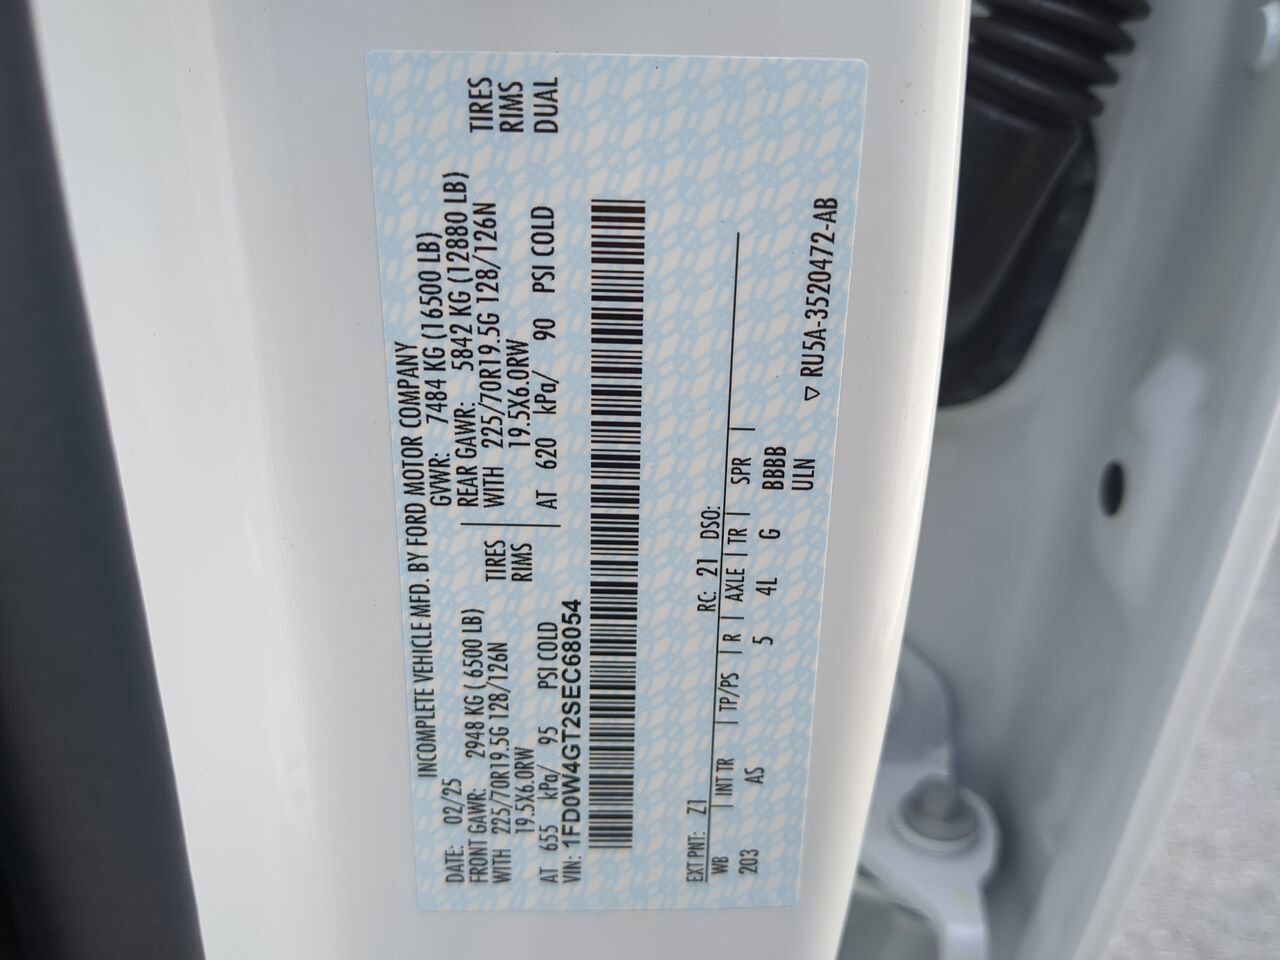 INCOMPLETE VEHICLE MFD. BY FORD MOTOR COMPANY
DATE: 02/25 GVWR: 7484 KG (16500 LB)
FRONT GAWR: 2948 KG ( 6500 LB) REAR GAWR: 5842 KG (12880 LB)
WITH 225/70R19.5G 128/126N TIRES WITH 225/70R19.5G 128/126N TIRES
19.5X6.0RW RIMS 19.5X6.0RW RIMS
AT 655 kPa/ 95 PSI COLD AT 620 kPa/ 90 PSI COLD DUAL
VIN: 1FD0W4GT2SEC68054
EXT PNT: Z1 RC: 21 DSO:
WB | INT TR | TP/PS | R | AXLE | TR | SPR |
203 AS 5 4L G BBBB
ULN ▽ RU5A-3520472-AB